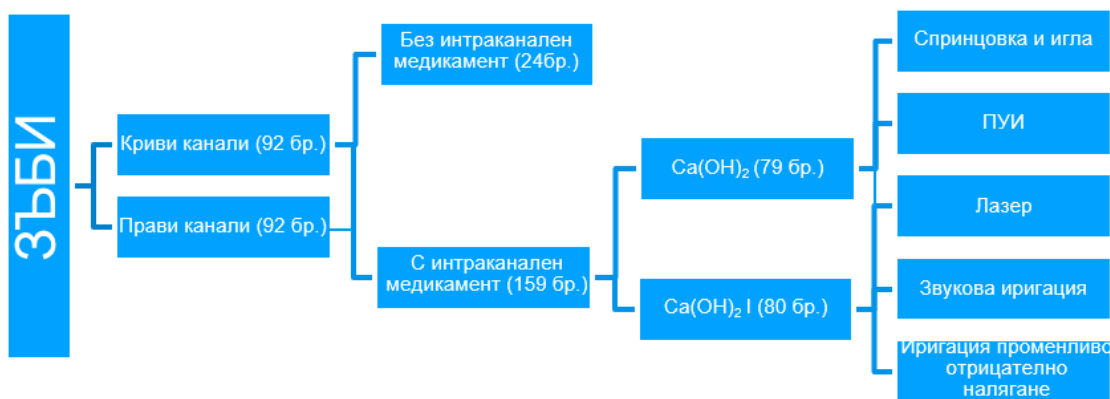 ЗЪБИ
Криви канали (92 бр.)
Прави канали (92 бр.)
Без интраканален
медикамент (24бр.)
С интраканален
медикамент (159 бр.)
Ca(OH)₂ (79 бр.)
Ca(OH)₂ I (80 бр.)
Спринцовка и игла
ПУИ
Лазер
Звукова иригация
Иригация променливо
отрицателно
налягане